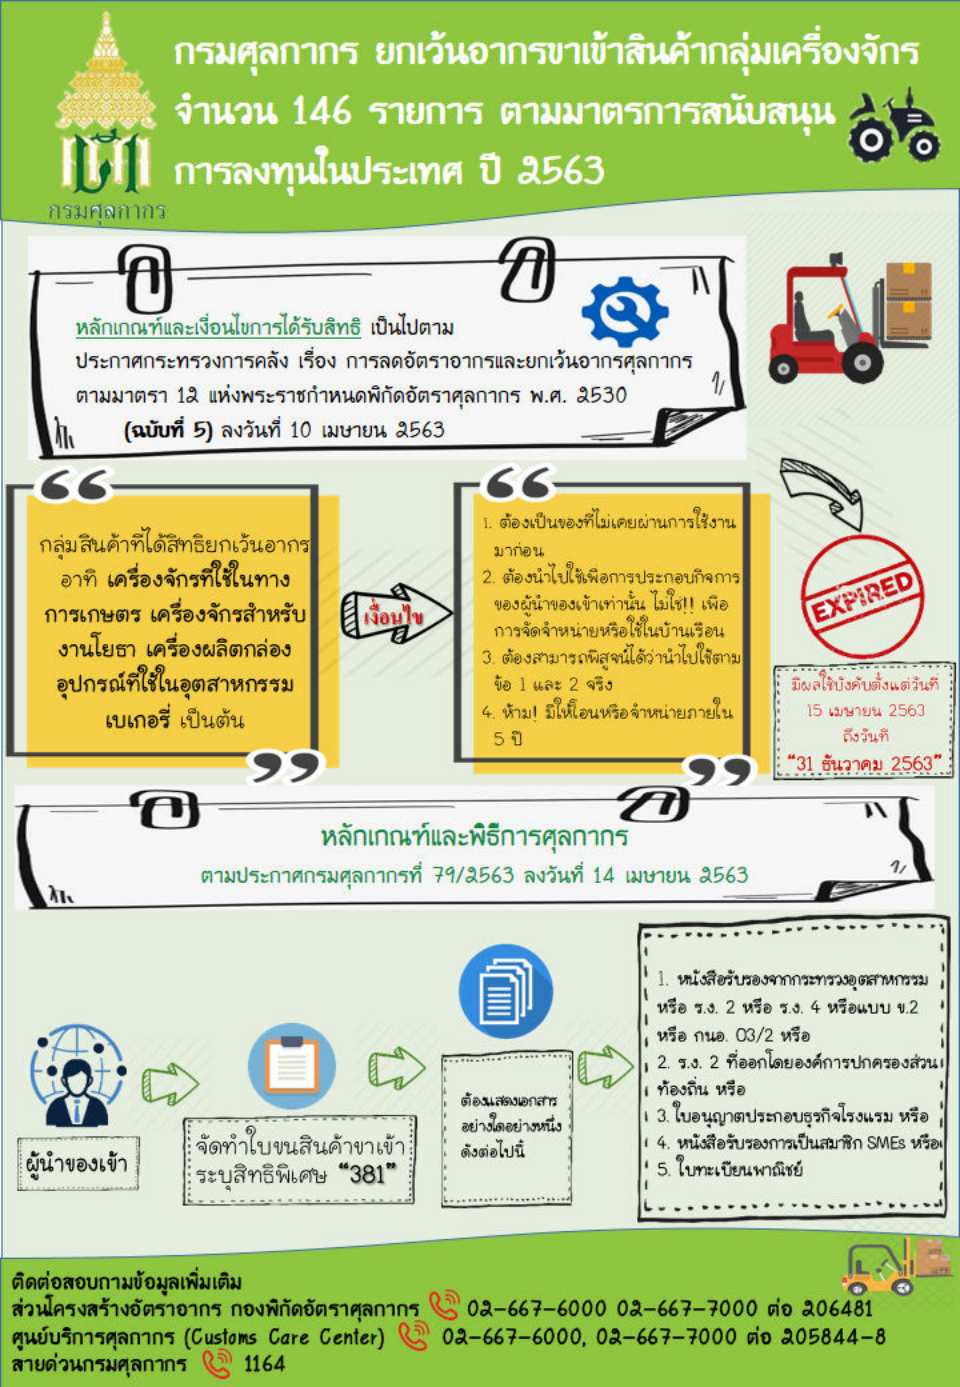 กรมศุลกากร ยกเว้นอากรขาเข้าสินค้ากลุ่มเครื่องจักร
จำนวน 146 รายการ ตามมาตรการสนับสนุน
การลงทุนในประเทศ ปี 2563
กรมศุลกากร
หลักเกณฑ์และเงื่อนไขการได้รับสิทธิ เป็นไปตาม
ประกาศกระทรวงการคลัง เรื่อง การลดอัตราอากรและยกเว้นอากรศุลกากร
ตามมาตรา 12 แห่งพระราชกำหนดพิกัดอัตราศุลกากร พ.ศ. 2530
(ฉบับที่ 5) ลงวันที่ 10 เมษายน 2563
กลุ่มสินค้าที่ได้สิทธิยกเว้นอากร
อาทิ เครื่องจักรที่ใช้ในทาง
การเกษตร เครื่องจักรสำหรับ
งานโยธา เครื่องผลิตกล่อง
อุปกรณ์ที่ใช้ในอุตสาหกรรม
เบเกอรี่ เป็นต้น
เงื่อนไข
1. ต้องเป็นของที่ไม่เคยผ่านการใช้งาน
มาก่อน
2. ต้องนำไปใช้เพื่อการประกอบกิจการ
ของผู้นำของเข้าเท่านั้น ไม่ใช่!! เพื่อ
การจัดจำหน่ายหรือใช้ในบ้านเรือน
3. ต้องสามารถพิสูจน์ได้ว่านำไปใช้ตาม
ข้อ 1 และ 2 จริง
4. ห้าม! มิให้โอนหรือจำหน่ายภายใน
5 ปี
EXPIRED
มีผลใช้บังคับตั้งแต่วันที่
15 เมษายน 2563
ถึงวันที่
“31 ธันวาคม 2563”
หลักเกณฑ์และพิธีการศุลกากร
ตามประกาศกรมศุลกากรที่ 79/2563 ลงวันที่ 14 เมษายน 2563
ผู้นำของเข้า
จัดทำใบขนสินค้าขาเข้า
ระบุสิทธิพิเศษ “381”
ต้องแสดงเอกสาร
อย่างใดอย่างหนึ่ง
ดังต่อไปนี้
1. หนังสือรับรองจากกระทรวงอุตสาหกรรม
หรือ ร.ง. 2 หรือ ร.ง. 4 หรือแบบ ข.2
หรือ กนอ. 03/2 หรือ
2. ร.ง. 2 ที่ออกโดยองค์การปกครองส่วน
ท้องถิ่น หรือ
3. ใบอนุญาตประกอบธุรกิจโรงแรม หรือ
4. หนังสือรับรองการเป็นสมาชิก SMEs หรือ
5. ใบทะเบียนพาณิชย์
ติดต่อสอบถามข้อมูลเพิ่มเติม
ส่วนโครงสร้างอัตราอากร กองพิกัดอัตราศุลกากร 02-667-6000 02-667-7000 ต่อ 206481
ศูนย์บริการศุลกากร (Customs Care Center) 02-667-6000, 02-667-7000 ต่อ 205844-8
สายด่วนกรมศุลกากร 1164